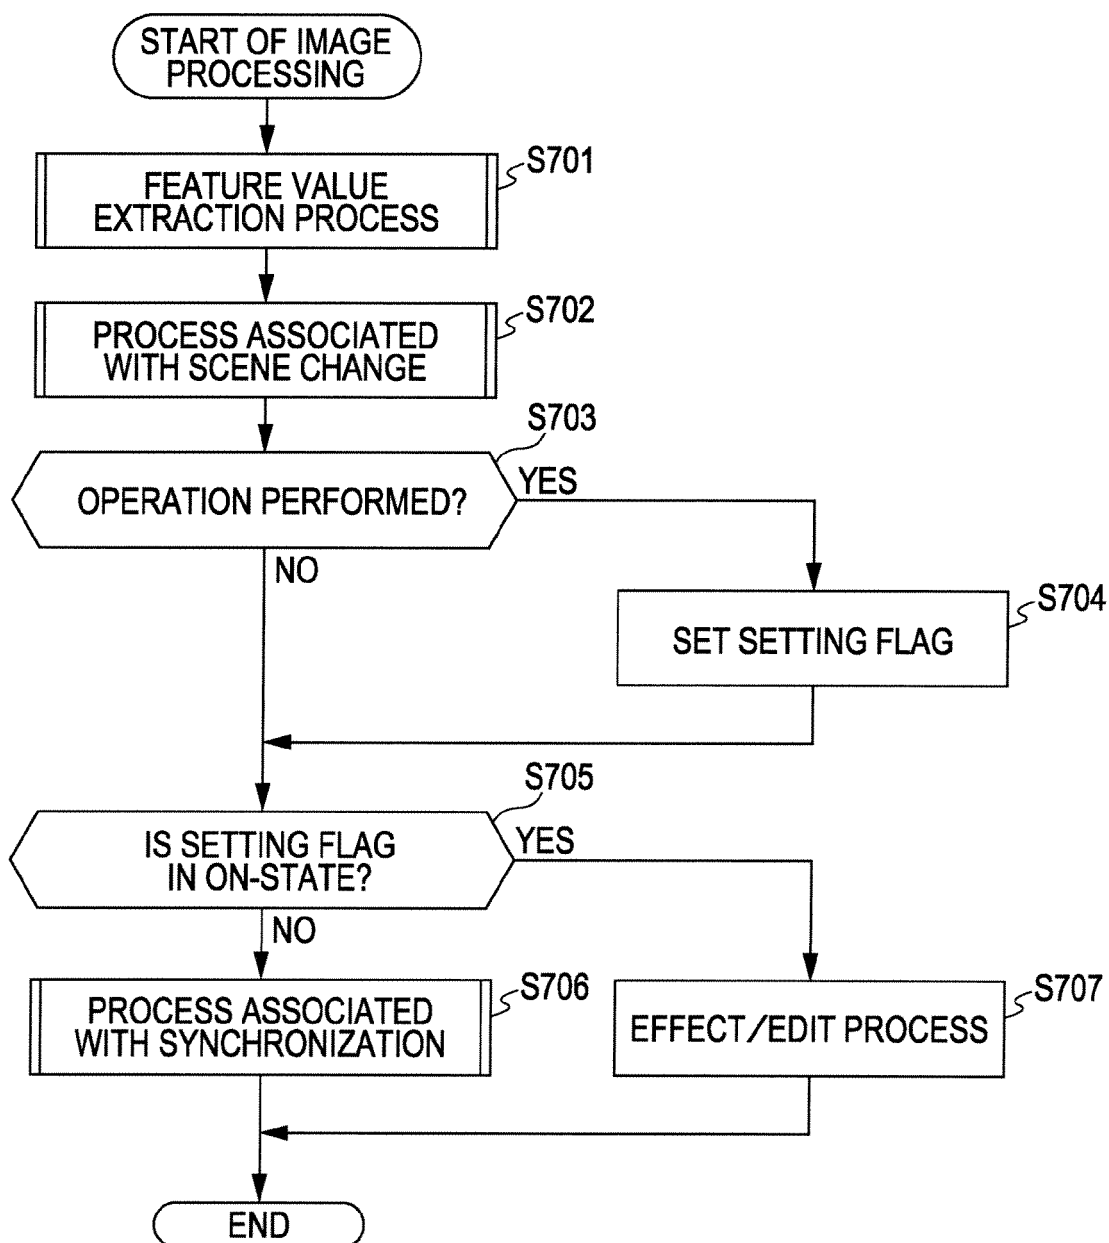 START OF IMAGE
PROCESSING
S701
FEATURE VALUE
EXTRACTION PROCESS
S702
PROCESS ASSOCIATED
WITH SCENE CHANGE
S703
OPERATION PERFORMED?
YES
NO
S704
SET SETTING FLAG
S705
IS SETTING FLAG
IN ON-STATE?
YES
NO
S706
PROCESS ASSOCIATED
WITH SYNCHRONIZATION
S707
EFFECT/EDIT PROCESS
END